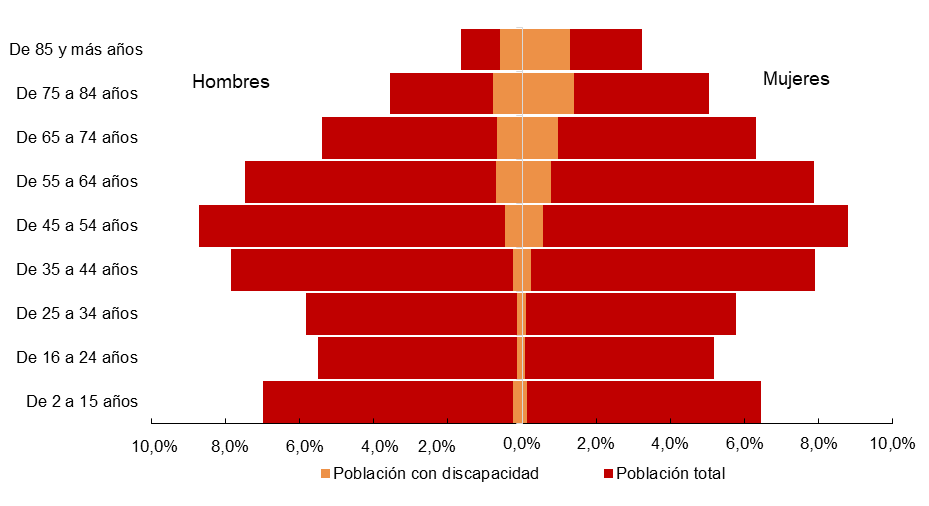 De 85 y más años
Hombres
Mujeres
De 75 a 84 años
De 65 a 74 años
De 55 a 64 años
De 45 a 54 años
De 35 a 44 años
De 25 a 34 años
De 16 a 24 años
De 2 a 15 años
10,0% 8,0% 6,0% 4,0% 2,0% 0,0% 2,0% 4,0% 6,0% 8,0% 10,0%
Población con discapacidad Población total